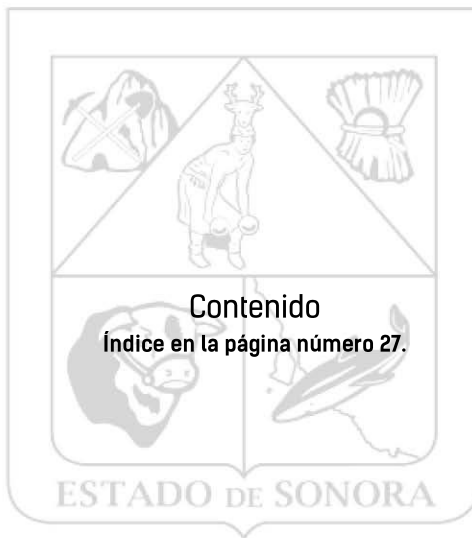 Contenido
Índice en la página número 27.
ESTADO DE SONORA